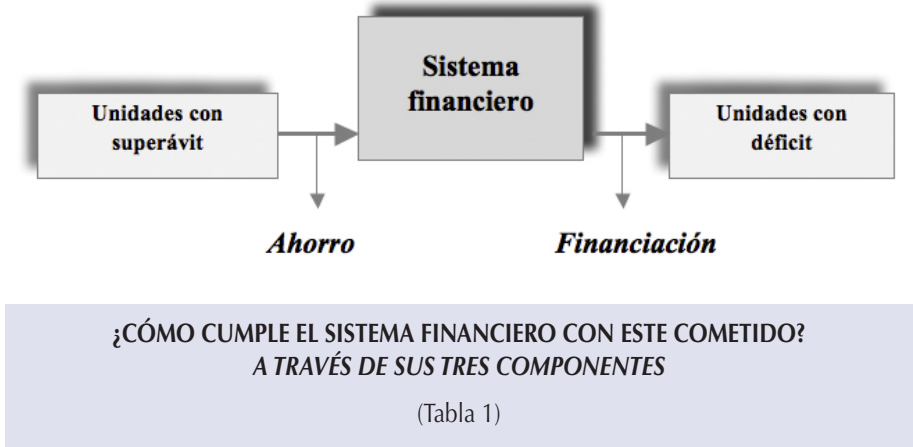 Sistema
financiero
Unidades con
superávit
Unidades con
déficit
Ahorro
Financiación
¿CÓMO CUMPLE EL SISTEMA FINANCIERO CON ESTE COMETIDO?
A TRAVÉS DE SUS TRES COMPONENTES
(Tabla 1)